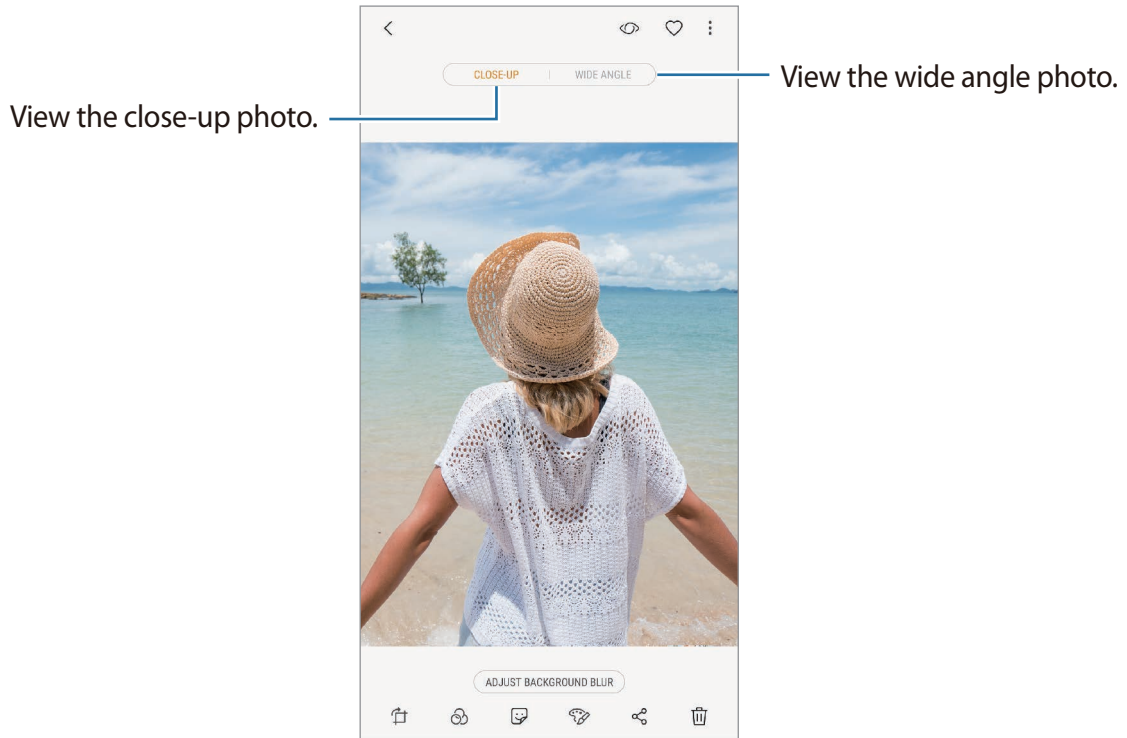 CLOSE-UP
WIDE ANGLE
View the wide angle photo.
View the close-up photo.
ADJUST BACKGROUND BLUR